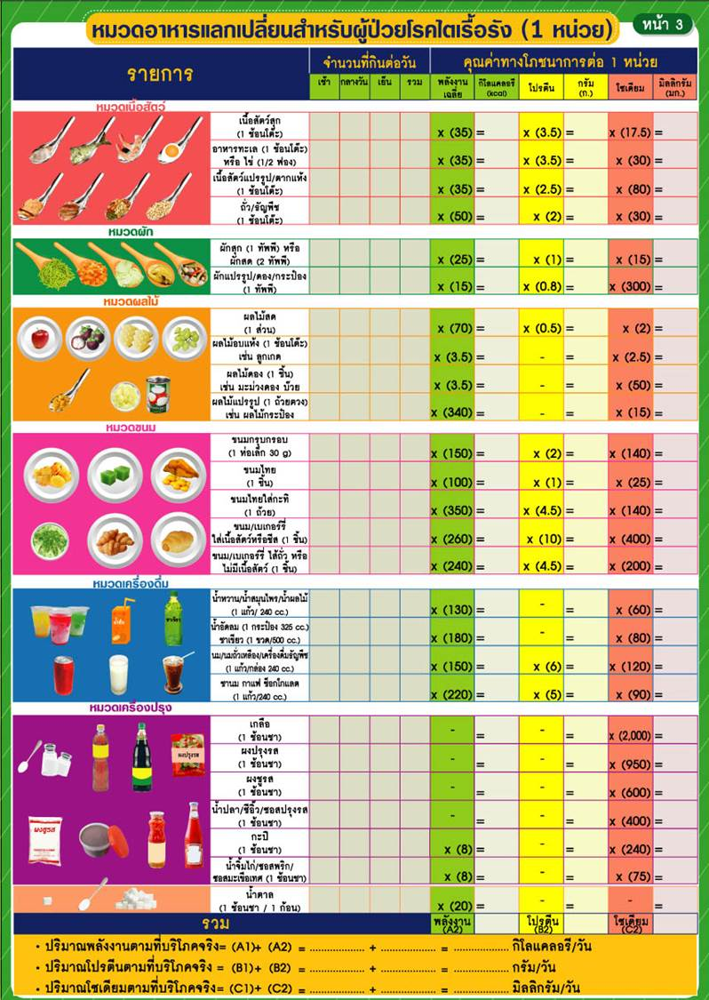 หมวดอาหารแลกเปลี่ยนสำหรับผู้ป่วยโรคไตเรื้อรัง (1 หน่วย)
หน้า 3
รายการ
จำนวนที่กินต่อวัน
คุณค่าทางโภชนาการต่อ 1 หน่วย
เช้า กลางวัน เย็น รวม
พลังงาน เฉลี่ย
กิโลแคลอรี (kcal)
โปรตีน
กรัม (ก.)
โซเดียม
มิลลิกรัม (มก.)
หมวดเนื้อสัตว์
เนื้อสัตว์สุก
(1 ช้อนโต๊ะ)
x (35) = x (3.5) = x (17.5) =
อาหารทะเล (1 ช้อนโต๊ะ)
หรือ ไข่ (1/2 ฟอง)
x (35) = x (3.5) = x (30) =
เนื้อสัตว์แปรรูป/ตากแห้ง
(1 ช้อนโต๊ะ)
x (35) = x (2.5) = x (80) =
ถั่ว/ธัญพืช
(1 ช้อนโต๊ะ)
x (50) = x (2) = x (30) =
หมวดผัก
ผักสุก (1 ทัพพี) หรือ
ผักสด (2 ทัพพี)
x (25) = x (1) = x (15) =
ผักแปรรูป/ดอง/กระป๋อง
(1 ทัพพี)
x (15) = x (0.8) = x (300) =
หมวดผลไม้
ผลไม้สด
(1 ส่วน)
x (70) = x (0.5) = x (2) =
ผลไม้อบแห้ง (1 ช้อนโต๊ะ)
เช่น ลูกเกด
x (3.5) = - = x (2.5) =
ผลไม้ดอง (1 ชิ้น)
เช่น มะม่วงดอง บ๊วย
x (3.5) = - = x (50) =
ผลไม้แปรรูป (1 ถ้วยตวง)
เช่น ผลไม้กระป๋อง
x (340) = - = x (15) =
หมวดขนม
ขนมกรุบกรอบ
(1 ห่อเล็ก 30 g)
x (150) = x (2) = x (140) =
ขนมไทย
(1 ชิ้น)
x (100) = x (1) = x (25) =
ขนมไทยใส่กะทิ
(1 ถ้วย)
x (350) = x (4.5) = x (140) =
ขนม/เบเกอร์รี่
ใส่เนื้อสัตว์หรือชีส (1 ชิ้น)
x (260) = x (10) = x (400) =
ขนม/เบเกอร์รี่ ไส้ถั่ว หรือ
ไม่มีเนื้อสัตว์ (1 ชิ้น)
x (240) = x (4.5) = x (200) =
หมวดเครื่องดื่ม
น้ำหวาน/น้ำสมุนไพร/น้ำผลไม้
(1 แก้ว/ 240 cc.)
x (130) = - = x (60) =
น้ำอัดลม (1 กระป๋อง 325 cc.)
ชาเขียว (1 ขวด/500 cc.)
x (180) = - = x (80) =
นม/นมถั่วเหลือง/เครื่องดื่มธัญพืช
(1 แก้ว/กล่อง 240 cc.)
x (150) = x (6) = x (120) =
ชานม กาแฟ ช็อกโกแลต
(1 แก้ว/240 cc.)
x (220) = x (5) = x (90) =
หมวดเครื่องปรุง
เกลือ
(1 ช้อนชา)
- = - = x (2,000) =
ผงปรุงรส
ผงปรุงรส
(1 ช้อนชา)
- = - = x (950) =
ผงชูรส
(1 ช้อนชา)
- = - = x (600) =
ผงชูรส
น้ำปลา/ซีอิ๊ว/ซอสปรุงรส
(1 ช้อนชา)
- = - = x (400) =
กะปิ
(1 ช้อนชา)
x (8) = - = x (240) =
น้ำจิ้มไก่/ซอสพริก/
ซอสมะเขือเทศ (1 ช้อนชา)
x (8) = - = x (75) =
น้ำตาล
(1 ช้อนชา / 1 ก้อน)
x (20) = - = - =
รวม
พลังงาน (A2)
โปรตีน (B2)
โซเดียม (C2)
• ปริมาณพลังงานตามที่บริโภคจริง= (A1)+ (A2) = .................. + .................. = .................. กิโลแคลอรี/วัน
• ปริมาณโปรตีนตามที่บริโภคจริง = (B1)+ (B2) = .................. + .................. = .................. กรัม/วัน
• ปริมาณโซเดียมตามที่บริโภคจริง= (C1)+ (C2) = .................. + .................. = .................. มิลลิกรัม/วัน